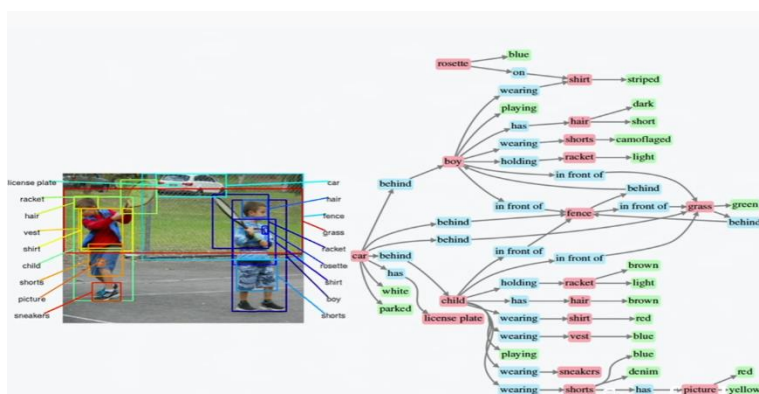 license plate
racket
hair
vest
shirt
child
shorts
picture
sneakers
car
hair
fence
grass
racket
rosette
shirt
boy
shorts
blue
rosette
on
shirt
striped
wearing
playing
dark
has
hair
short
wearing
shorts
camoflaged
boy
holding
racket
light
in front of
behind
behind
in front of
fence
in front of
grass
green
behind
behind
behind
in front of
car
behind
in front of
has
brown
white
child
holding
racket
light
parked
license plate
has
hair
brown
wearing
shirt
red
wearing
vest
blue
playing
blue
wearing
sneakers
denim
red
wearing
shorts
has
picture
yellow